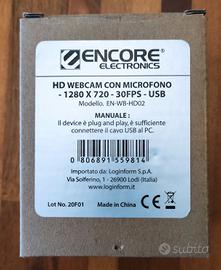 ENCORE
ELECTRONICS
HD WEBCAM CON MICROFONO
- 1280 X 720 - 30FPS - USB
Modello. EN-WB-HD02
MANUALE :
Il device è plug and play, è sufficiente
connettere il cavo USB al PC.
0 806891 559814
Importato da: Loginform S.p.A.
Via Solferino, 1 - 26900 Lodi (Italia)
www.loginform.it
Lot No. 20F01
Made in China
CE
subito